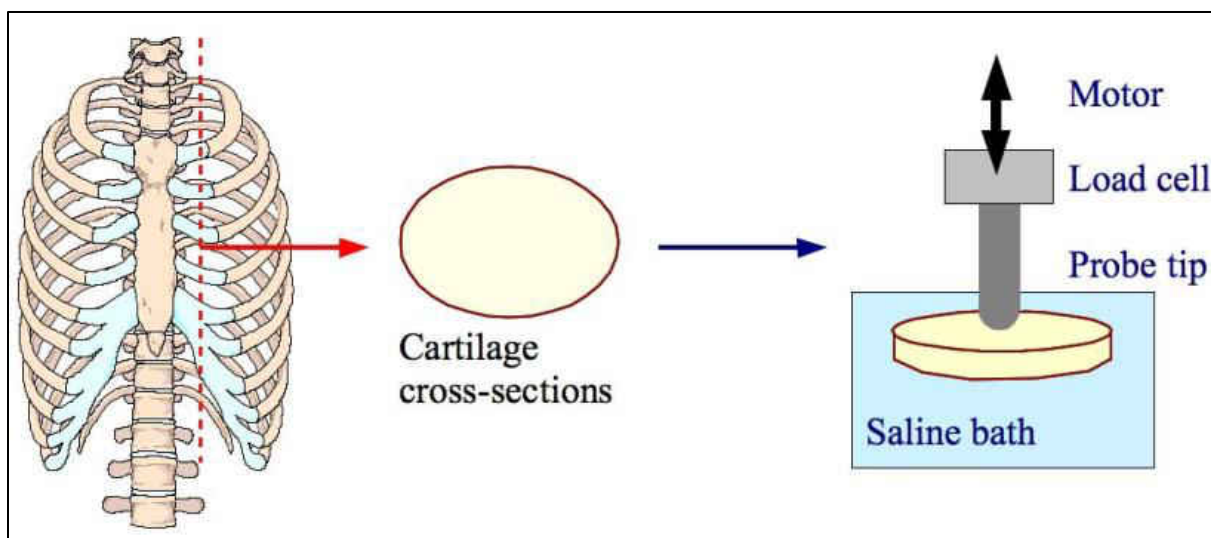 Cartilage
cross-sections
Motor
Load cell
Probe tip
Saline bath